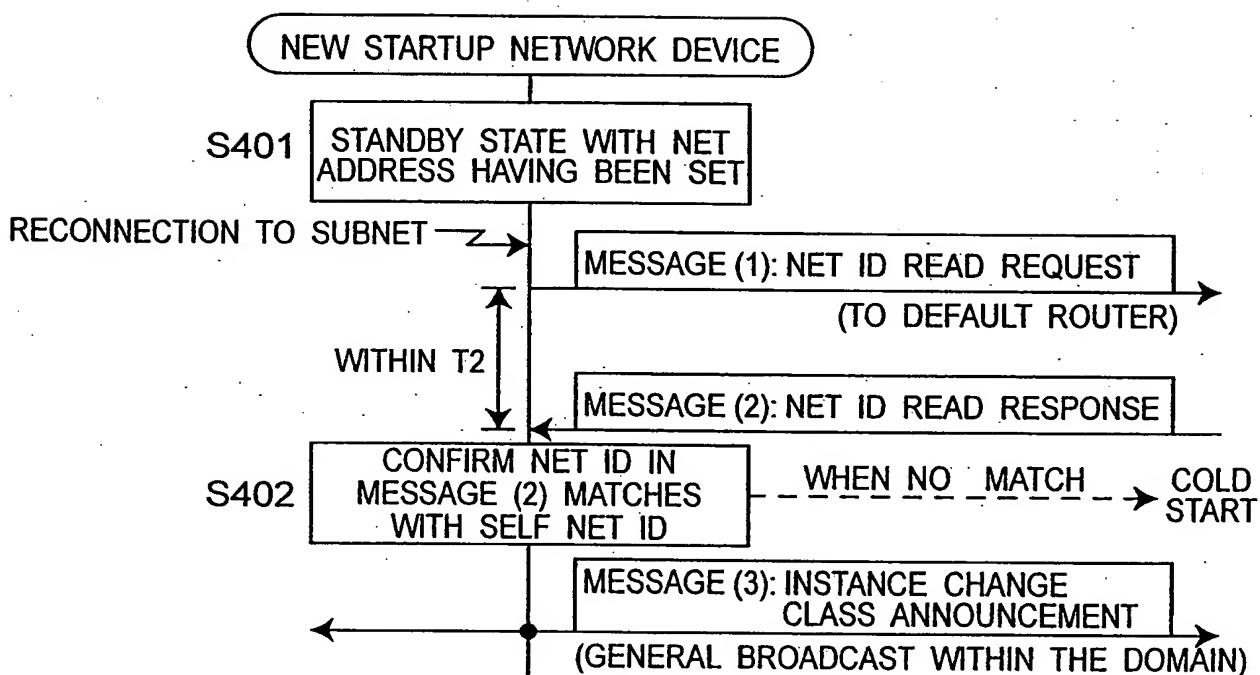 NEW STARTUP NETWORK DEVICE
S401
STANDBY STATE WITH NET
ADDRESS HAVING BEEN SET
RECONNECTION TO SUBNET
MESSAGE (1): NET ID READ REQUEST
(TO DEFAULT ROUTER)
WITHIN T2
MESSAGE (2): NET ID READ RESPONSE
S402
CONFIRM NET ID IN
MESSAGE (2) MATCHES
WITH SELF NET ID
WHEN NO MATCH
COLD
START
MESSAGE (3): INSTANCE CHANGE
CLASS ANNOUNCEMENT
(GENERAL BROADCAST WITHIN THE DOMAIN)